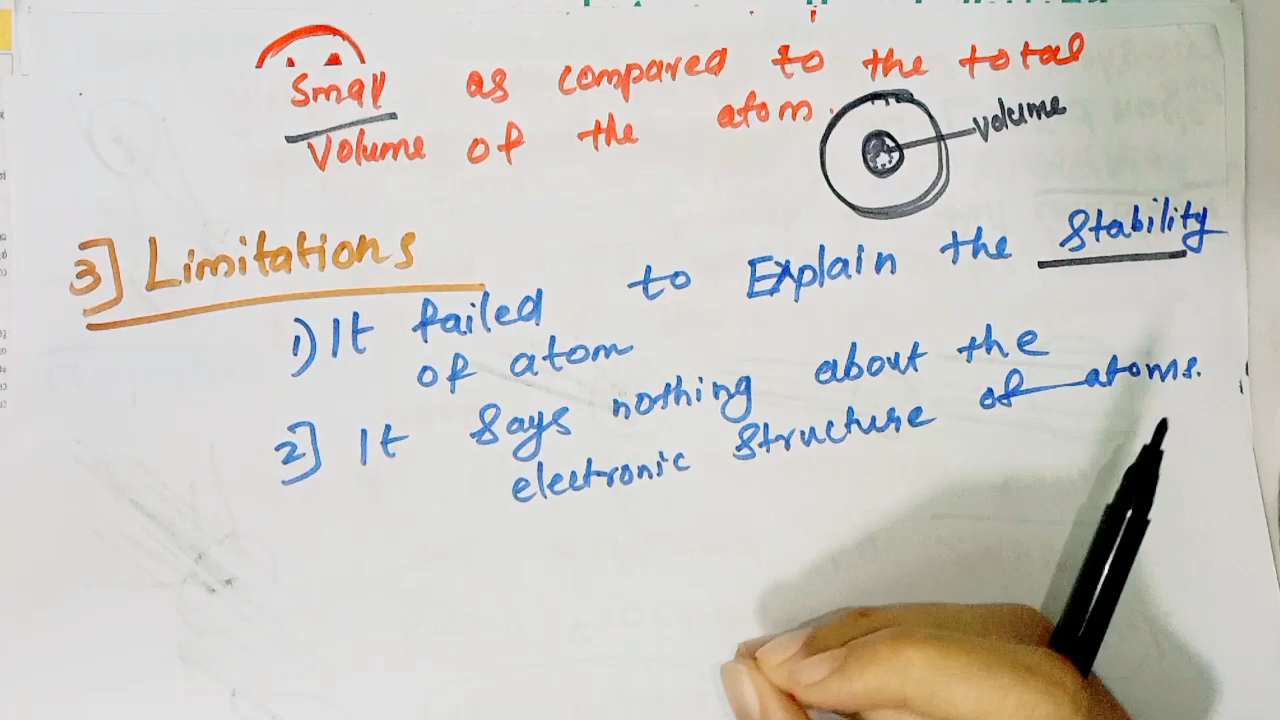 Small as compared to the total
Volume of the atom.
Volume
3] Limitations
1) It failed to Explain the Stability
of atom
2] It Says nothing about the
electronic Structure of atoms.